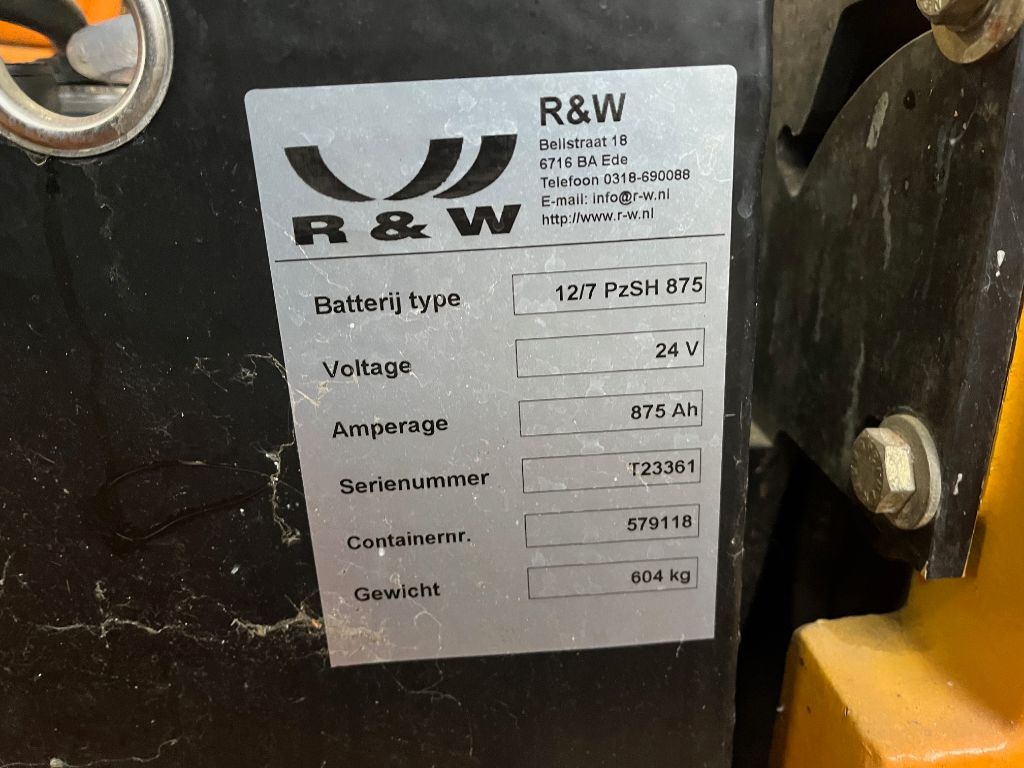 R&W
R & W
Bellstraat 18
6716 BA Ede
Telefoon 0318-690088
E-mail: info@r-w.nl
http://www.r-w.nl
Batterij type 12/7 PzSH 875
Voltage 24 V
Amperage 875 Ah
Serienummer T23361
Containernr. 579118
Gewicht 604 kg